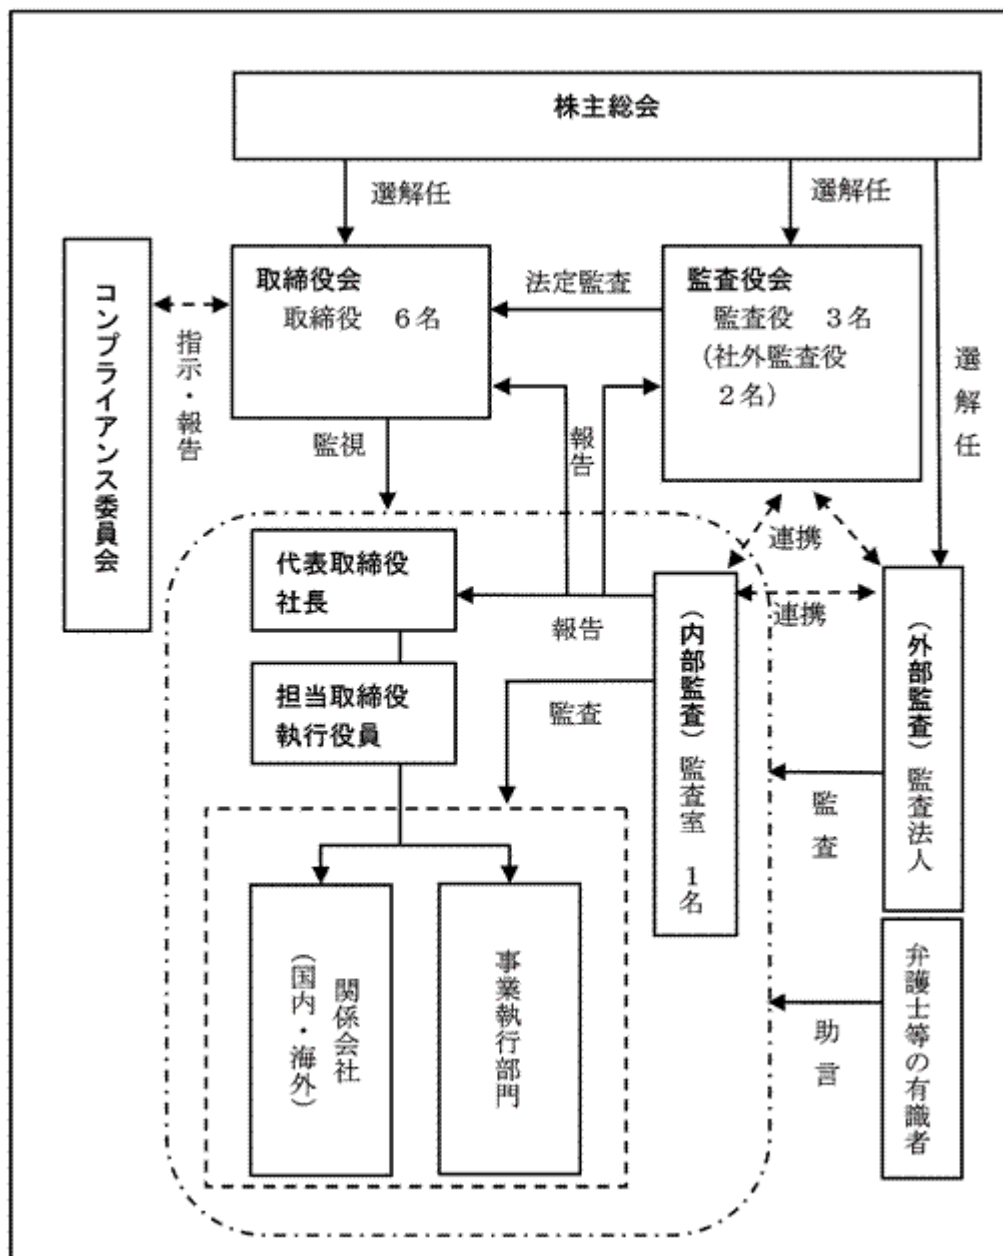 株主総会
選解任
選解任
選解任
コンプライアンス委員会
指示・報告
取締役会
取締役　６名
法定監査
監査役会
監査役　３名
（社外監査役
２名）
監視
報告
連携
連携
代表取締役
社長
報告
担当取締役
執行役員
監査
（内部監査）監査室　１名
（外部監査）監査法人
監査
関係会社
（国内・海外）
事業執行部門
助言
弁護士等の有識者